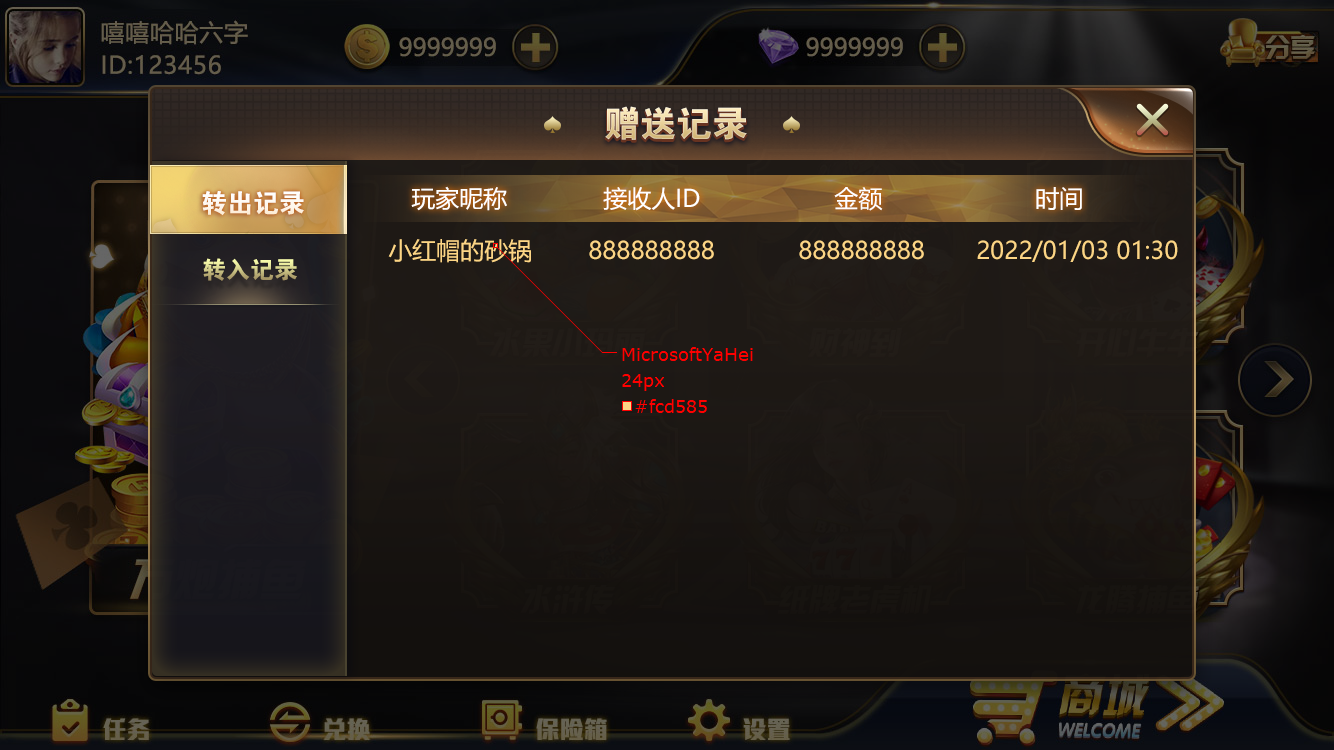 嘻嘻哈哈六字
ID:123456
9999999
9999999
分享
赠送记录
转出记录
转入记录
玩家昵称 接收人ID 金额 时间
小红帽的砂锅 888888888 888888888 2022/01/03 01:30
MicrosoftYaHei
24px
#fcd585
任务
兑换
保险箱
设置
商城
WELCOME